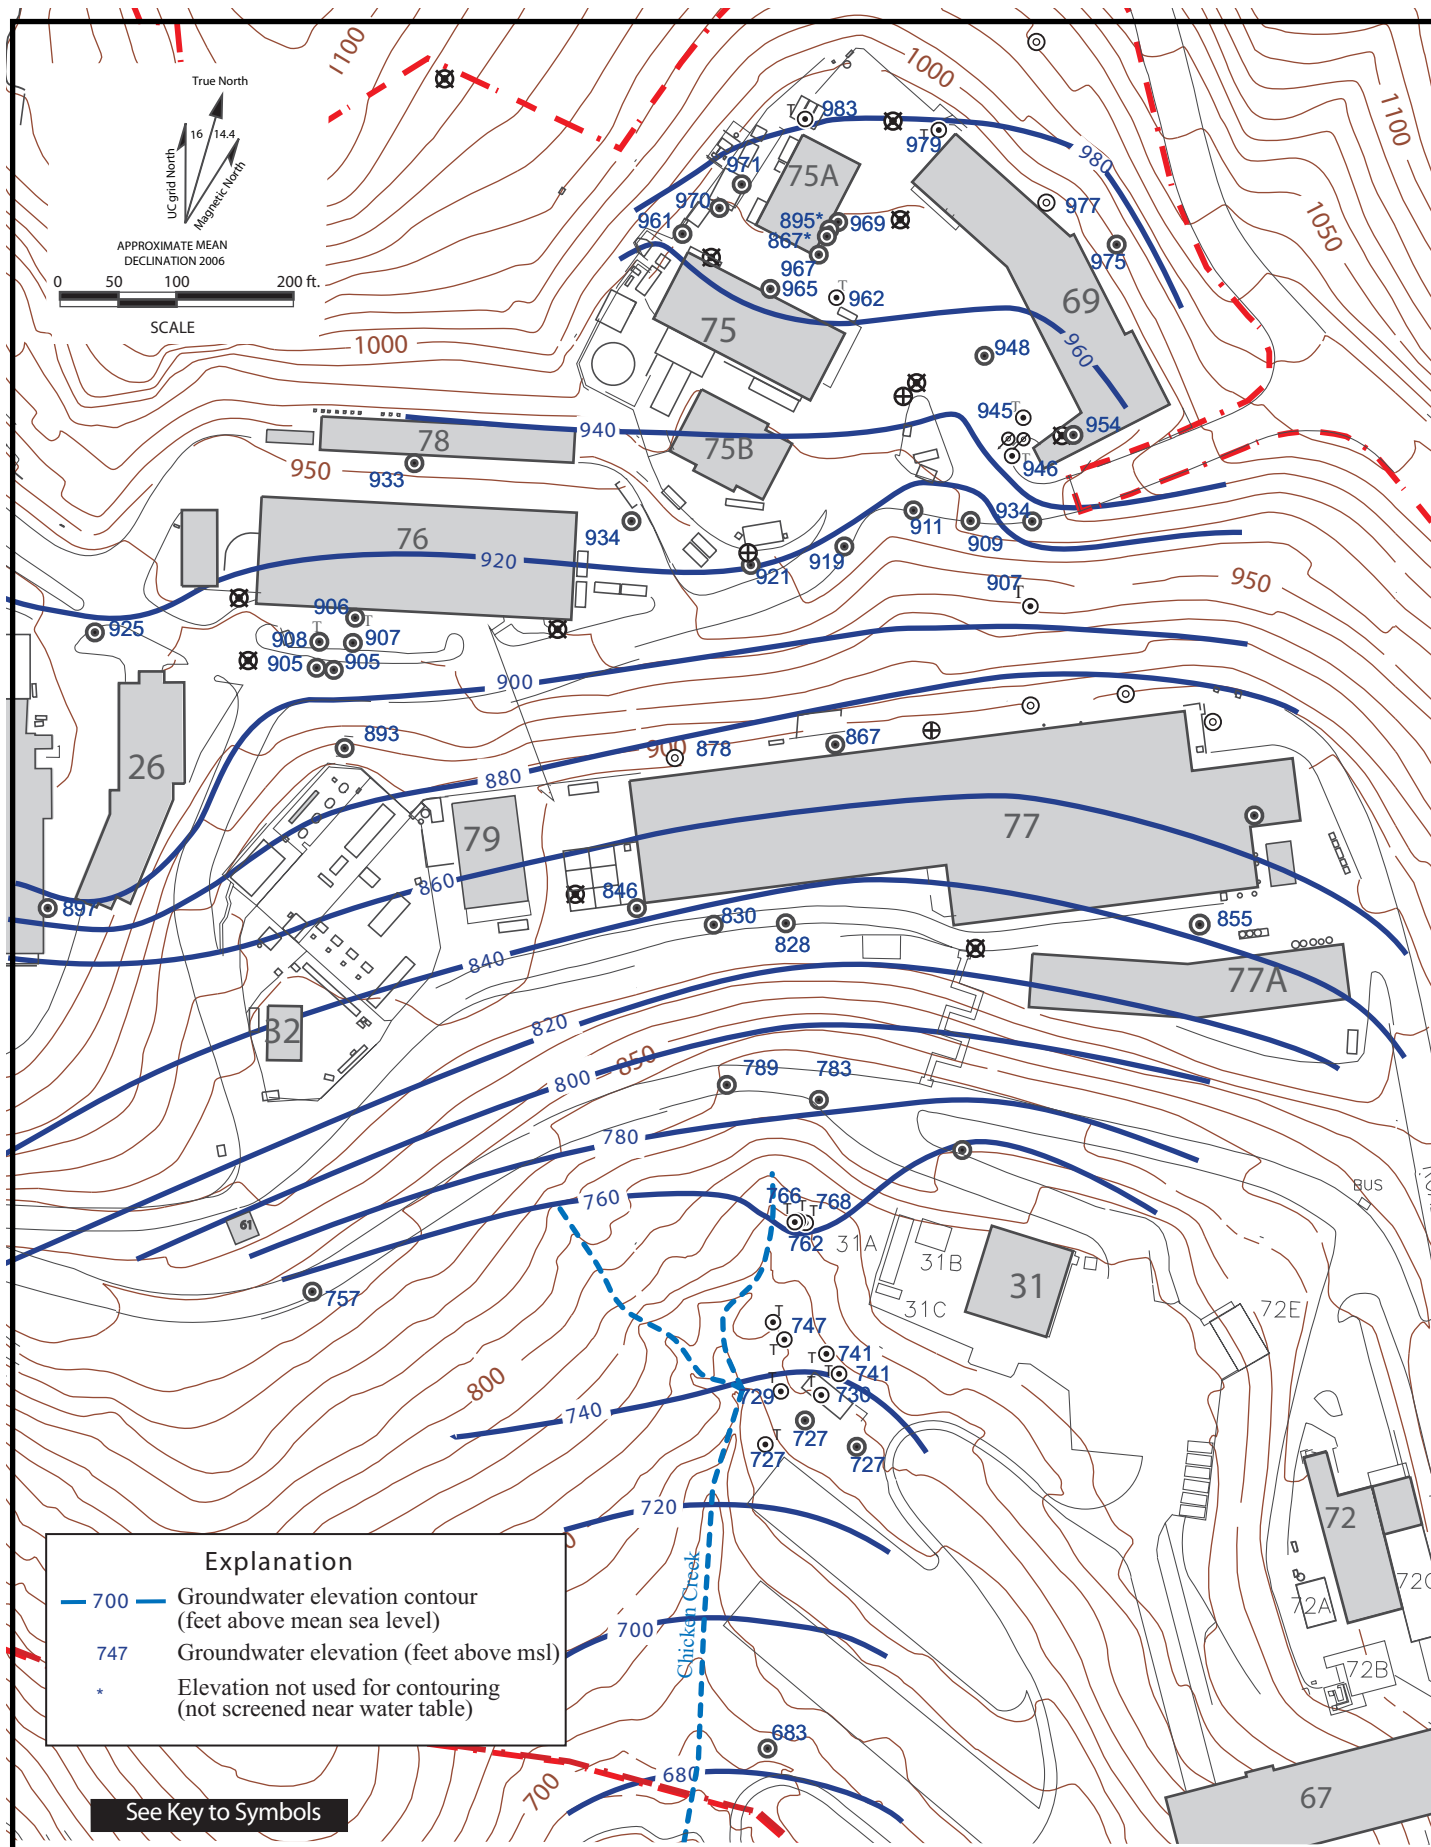 1100
1000
1100
True North
16
14.4
UC grid North
Magnetic North
APPROXIMATE MEAN
DECLINATION 2006
0
50
100
200 ft.
SCALE
T
983
T
979
980
75A
971
970
961
895*
867*
969
977
1050
975
967
965
T
962
69
75
1000
948
960
940
78
75B
945
T
954
T
946
950
933
76
934
911
909
934
919
921
920
907
T
950
925
906
T
T
908
907
905
905
900
26
893
900
878
867
880
79
77
860
897
846
830
828
855
840
77A
32
820
850
800
789
783
780
BUS
61
760
766
T
T
T
768
762
31A
31B
31
31C
72E
757
T
747
T
T
741
T
741
800
T
729
T
730
740
727
T
727
727
720
72
Explanation
700
Groundwater elevation contour
(feet above mean sea level)
747
Groundwater elevation (feet above msl)
*
Elevation not used for contouring
(not screened near water table)
Chicken Creek
700
72A
72B
683
680
700
67
See Key to Symbols